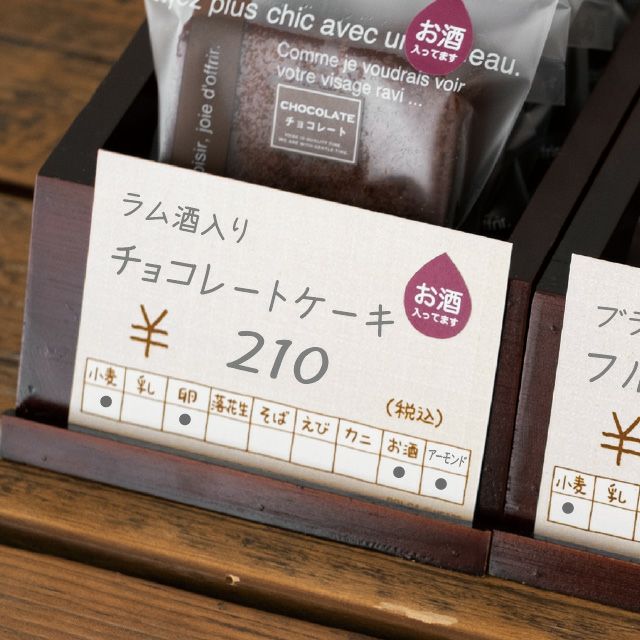 plus chic avec un
eau.
お酒
入ってます
Comme je voudrais voir
votre visage ravi ...
joie d'offrir.
CHOCOLATE
チョコレート
ラム酒入り
チョコレートケーキ
お酒
入ってます
¥ 210
(税込)
小麦 乳 卵 落花生 そば えび カニ お酒 アーモンド
● ● ● ●
ブラ
フル
¥
小麦 乳
●